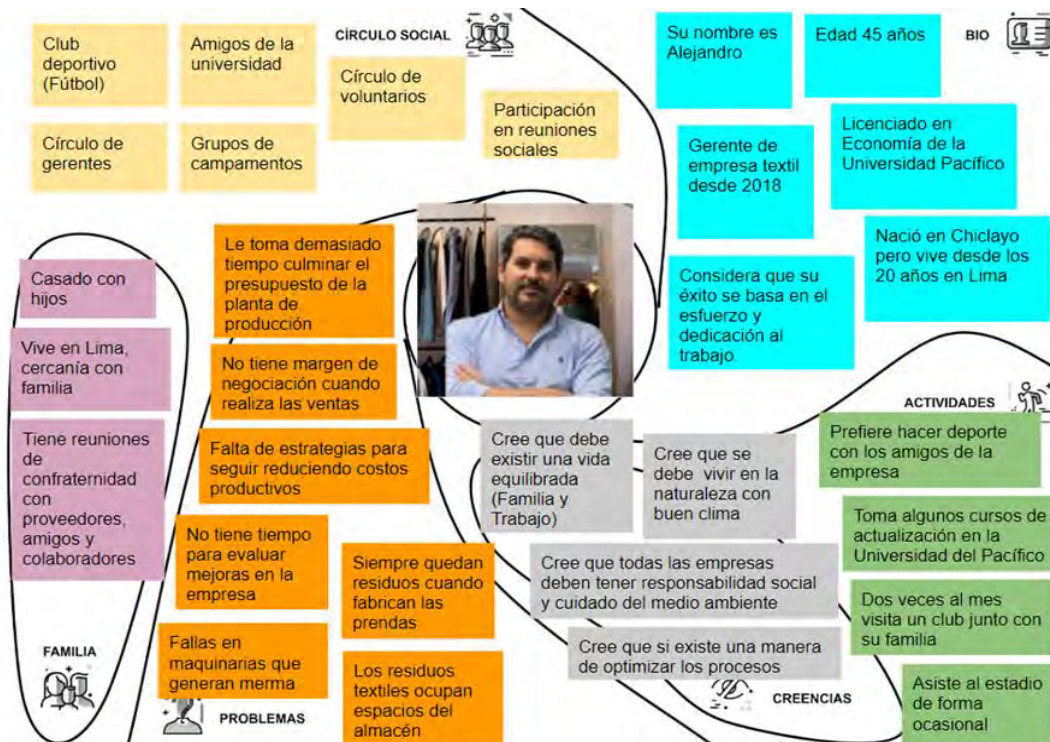 CÍRCULO SOCIAL
Club
deportivo
(Fútbol)
Amigos de la
universidad
Círculo de
voluntarios
Participación
en reuniones
sociales
Círculo de
gerentes
Grupos de
campamentos
BIO
Su nombre es
Alejandro
Edad 45 años
Gerente de
empresa textil
desde 2018
Licenciado en
Economía de la
Universidad Pacífico
Considera que su
éxito se basa en el
esfuerzo y
dedicación al
trabajo.
Nació en Chiclayo
pero vive desde los
20 años en Lima
Casado con
hijos
Vive en Lima,
cercanía con
familia
Tiene reuniones
de
confraternidad
con
proveedores,
amigos y
colaboradores
FAMILIA
Le toma demasiado
tiempo culminar el
presupuesto de la
planta de
producción
No tiene margen de
negociación cuando
realiza las ventas
Falta de estrategias para
seguir reduciendo costos
productivos
No tiene tiempo
para evaluar
mejoras en la
empresa
Siempre quedan
residuos cuando
fabrican las
prendas
Fallas en
maquinarias que
generan merma
Los residuos
textiles ocupan
espacios del
almacén
PROBLEMAS
Cree que debe
existir una vida
equilibrada
(Familia y
Trabajo)
Cree que se
debe vivir en la
naturaleza con
buen clima
Cree que todas las empresas
deben tener responsabilidad social
y cuidado del medio ambiente
Cree que si existe una manera
de optimizar los procesos
CREENCIAS
ACTIVIDADES
Prefiere hacer deporte
con los amigos de la
empresa
Toma algunos cursos de
actualización en la
Universidad del Pacífico
Dos veces al mes
visita un club junto con
su familia
Asiste al estadio
de forma
ocasional